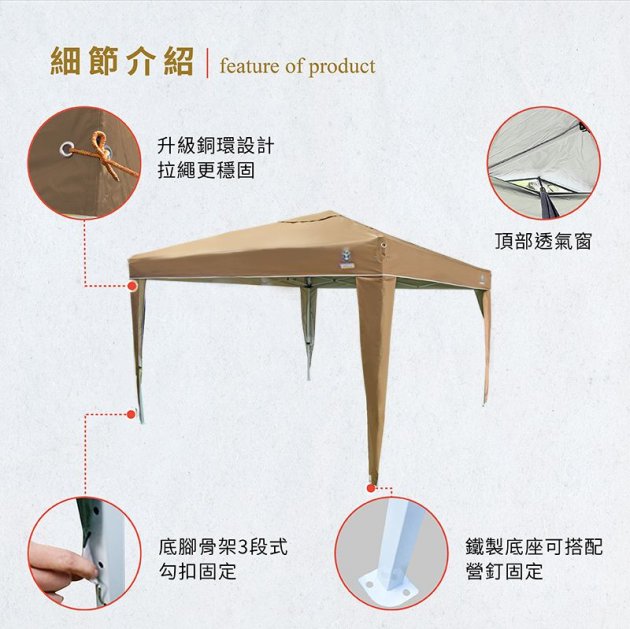 細節介紹 | feature of product
升級銅環設計
拉繩更穩固
頂部透氣窗
底腳骨架3段式
勾扣固定
鐵製底座可搭配
營釘固定